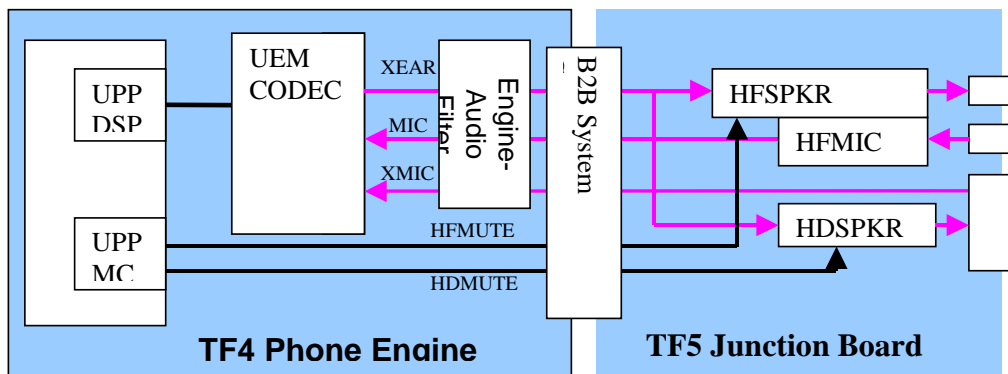 UPP
DSP
UEM
CODEC
XEAR
MIC
XMIC
Engine-
Audio
Filter
B2B System
HFSPKR
HFMIC
HDSPKR
UPP
MC
HFMUTE
HDMUTE
TF4 Phone Engine
TF5 Junction Board